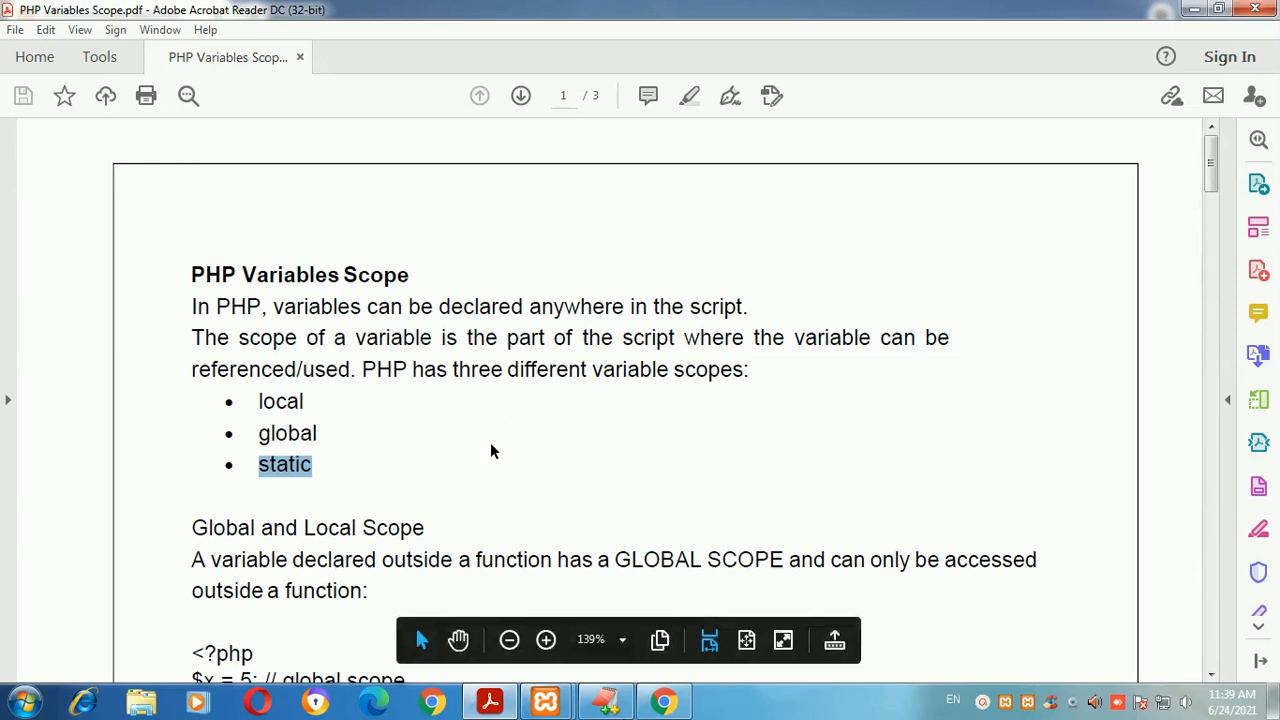 PHP Variables Scope.pdf - Adobe Acrobat Reader DC (32-bit)
File Edit View Sign Window Help
Home Tools PHP Variables Scop... × ? Sign In
1 / 3
PHP Variables Scope
In PHP, variables can be declared anywhere in the script.
The scope of a variable is the part of the script where the variable can be
referenced/used. PHP has three different variable scopes:
• local
• global
• static
Global and Local Scope
A variable declared outside a function has a GLOBAL SCOPE and can only be accessed
outside a function:
<?php
$x = 5; // global scope
139%
EN
11:39 AM
6/24/2021